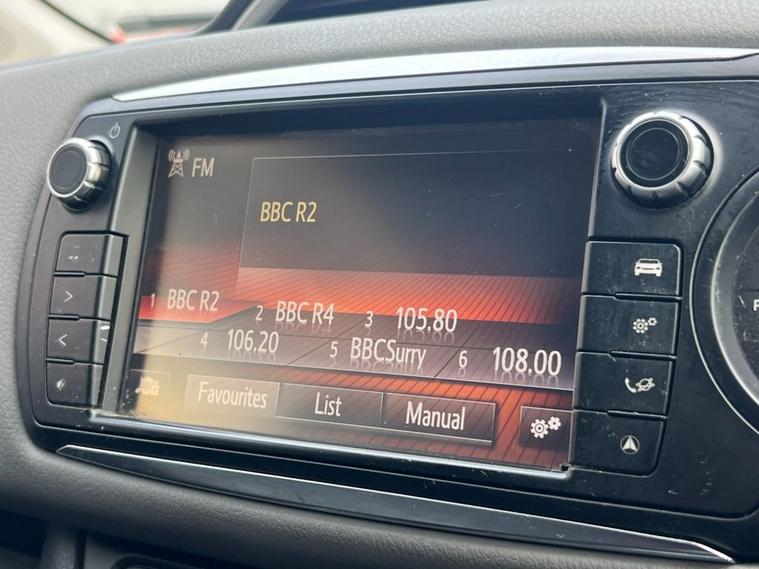 FM
BBC R2
1 BBC R2 2 BBC R4 3 105.80
4 106.20 5 BBCSurry 6 108.00
Favourites List Manual